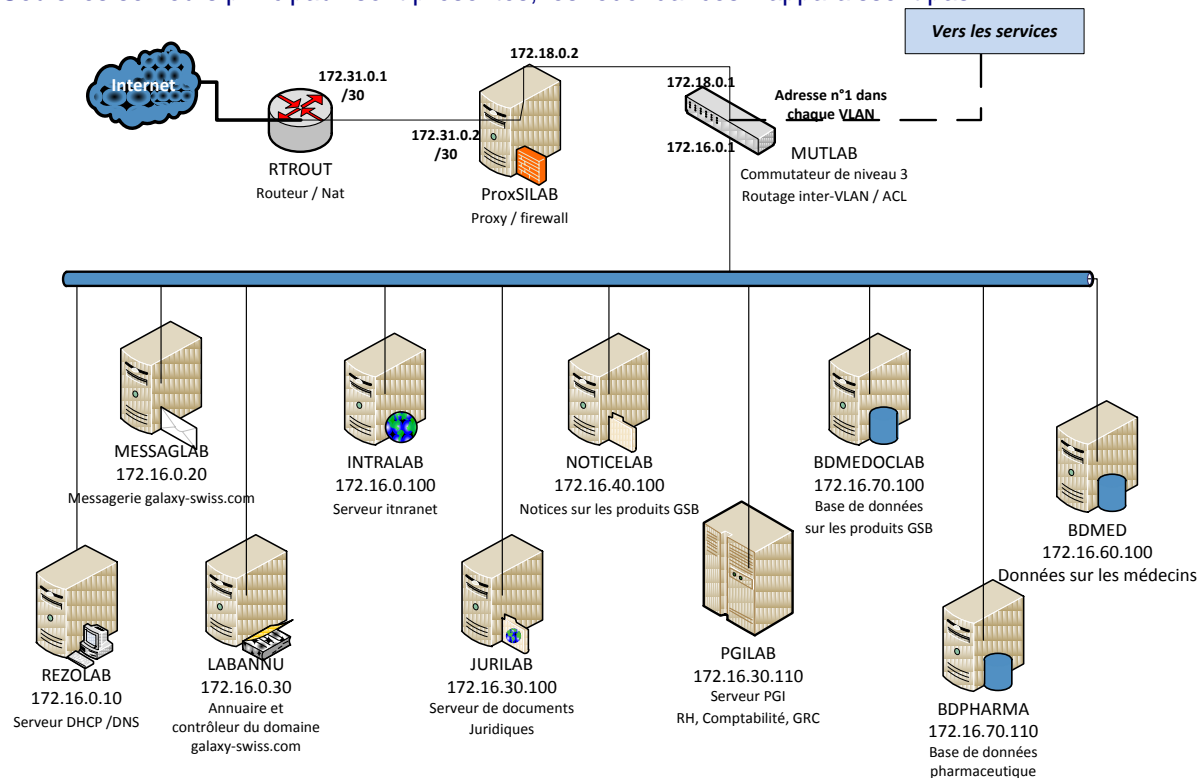 Vers les services
Internet
172.31.0.1
/30
RTROUT
Routeur / Nat
172.31.0.2
/30
172.18.0.2
ProxSILAB
Proxy / firewall
172.18.0.1
172.16.0.1
Adresse n°1 dans
chaque VLAN
MUTLAB
Commutateur de niveau 3
Routage inter-VLAN / ACL
MESSAGLAB
172.16.0.20
Messagerie galaxy-swiss.com
INTRALAB
172.16.0.100
Serveur itnranet
NOTICELAB
172.16.40.100
Notices sur les produits GSB
BDMEDOCLAB
172.16.70.100
Base de données
sur les produits GSB
BDMED
172.16.60.100
Données sur les médecins
REZOLAB
172.16.0.10
Serveur DHCP /DNS
LABANNU
172.16.0.30
Annuaire et
contrôleur du domaine
galaxy-swiss.com
JURILAB
172.16.30.100
Serveur de documents
Juridiques
PGILAB
172.16.30.110
Serveur PGI
RH, Comptabilité, GRC
BDPHARMA
172.16.70.110
Base de données
pharmaceutique